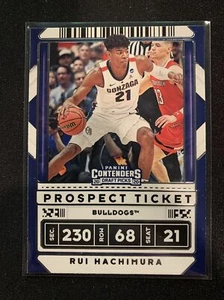 GONZAGA
21
PANINI
CONTENDERS
DRAFT PICKS
PROSPECT TICKET
BULLDOGS™
SEC. 230 ROW 68 SEAT 21
RUI HACHIMURA